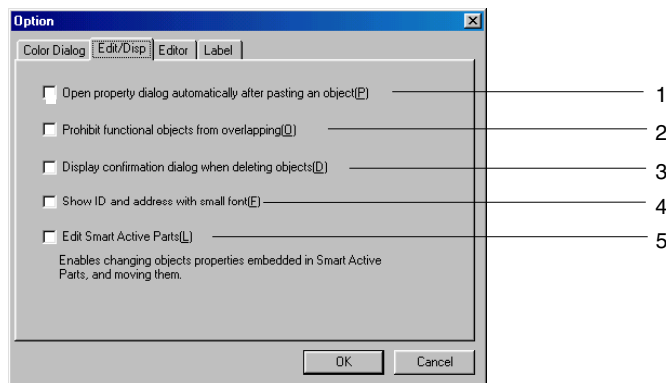 Option
Color Dialog Edit/Disp Editor Label
Open property dialog automatically after pasting an object(P) 1
Prohibit functional objects from overlapping(O) 2
Display confirmation dialog when deleting objects(D) 3
Show ID and address with small font(F) 4
Edit Smart Active Parts(L) 5
Enables changing objects properties embedded in Smart Active
Parts, and moving them.
OK Cancel